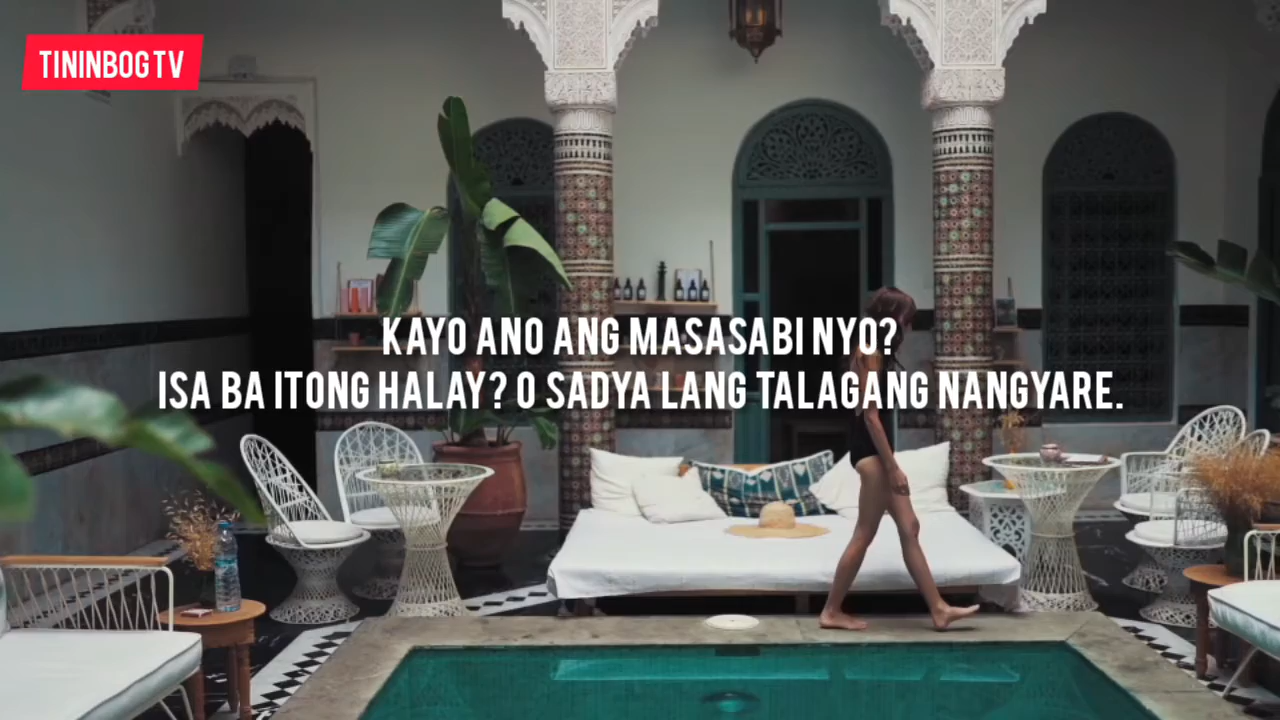 TININBOG TV
KAYO ANO ANG MASASABI NYO?
ISA BA ITONG HALAY? O SADYA LANG TALAGANG NANGYARE.